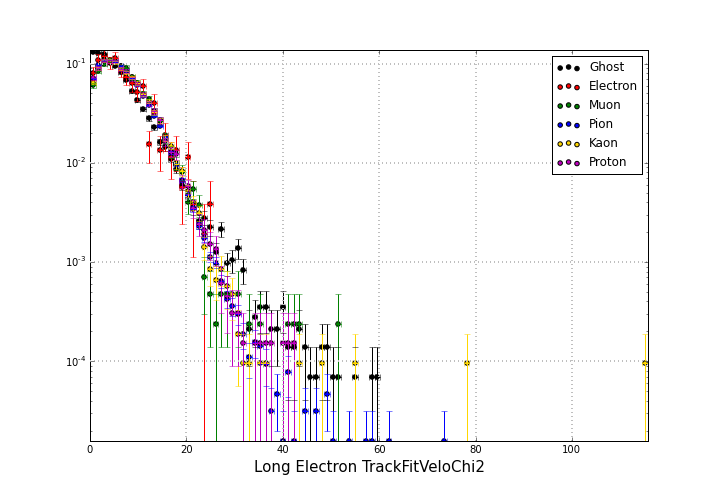 10⁻¹
10⁻²
10⁻³
10⁻⁴
Ghost
Electron
Muon
Pion
Kaon
Proton
0 20 40 60 80 100
Long Electron TrackFitVeloChi2